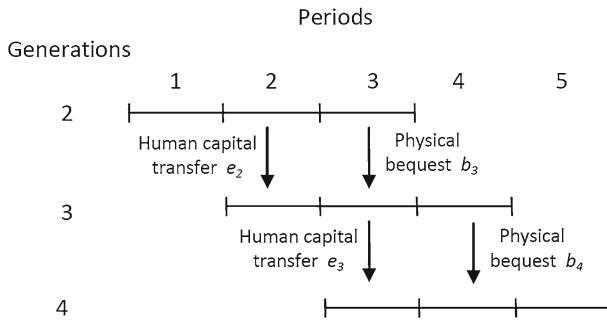 Periods
Generations
1 2 3 4 5
2
Human capital
transfer e₂
Physical
bequest b₃
3
Human capital
transfer e₃
Physical
bequest b₄
4